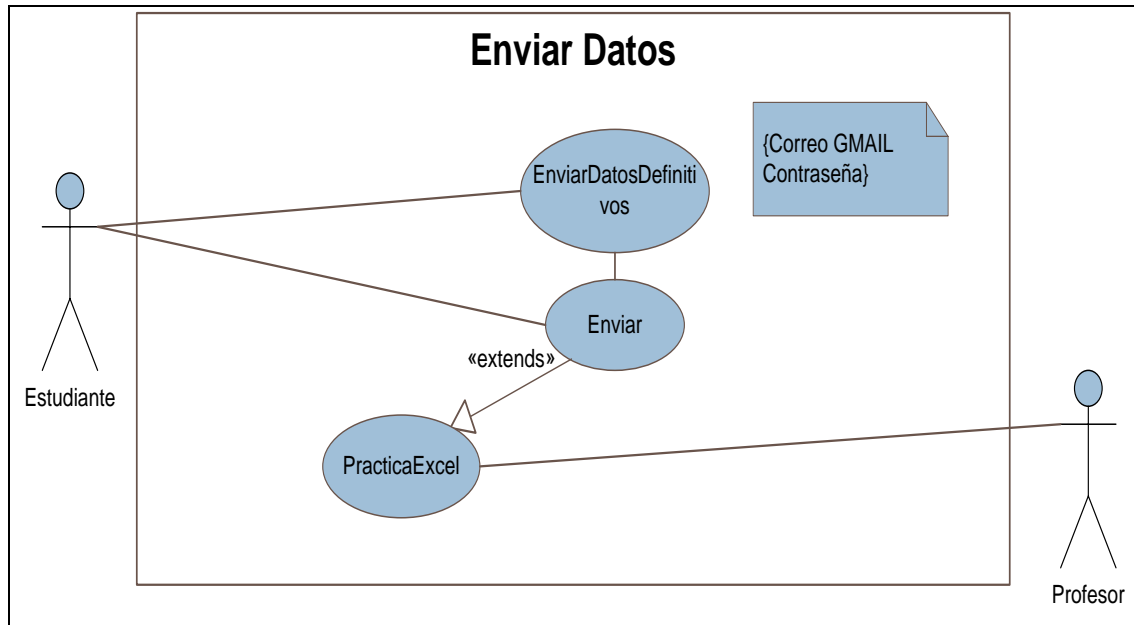 Enviar Datos
{Correo GMAIL
Contraseña}
EnviarDatosDefiniti
vos
Enviar
«extends»
Estudiante
PracticaExcel
Profesor